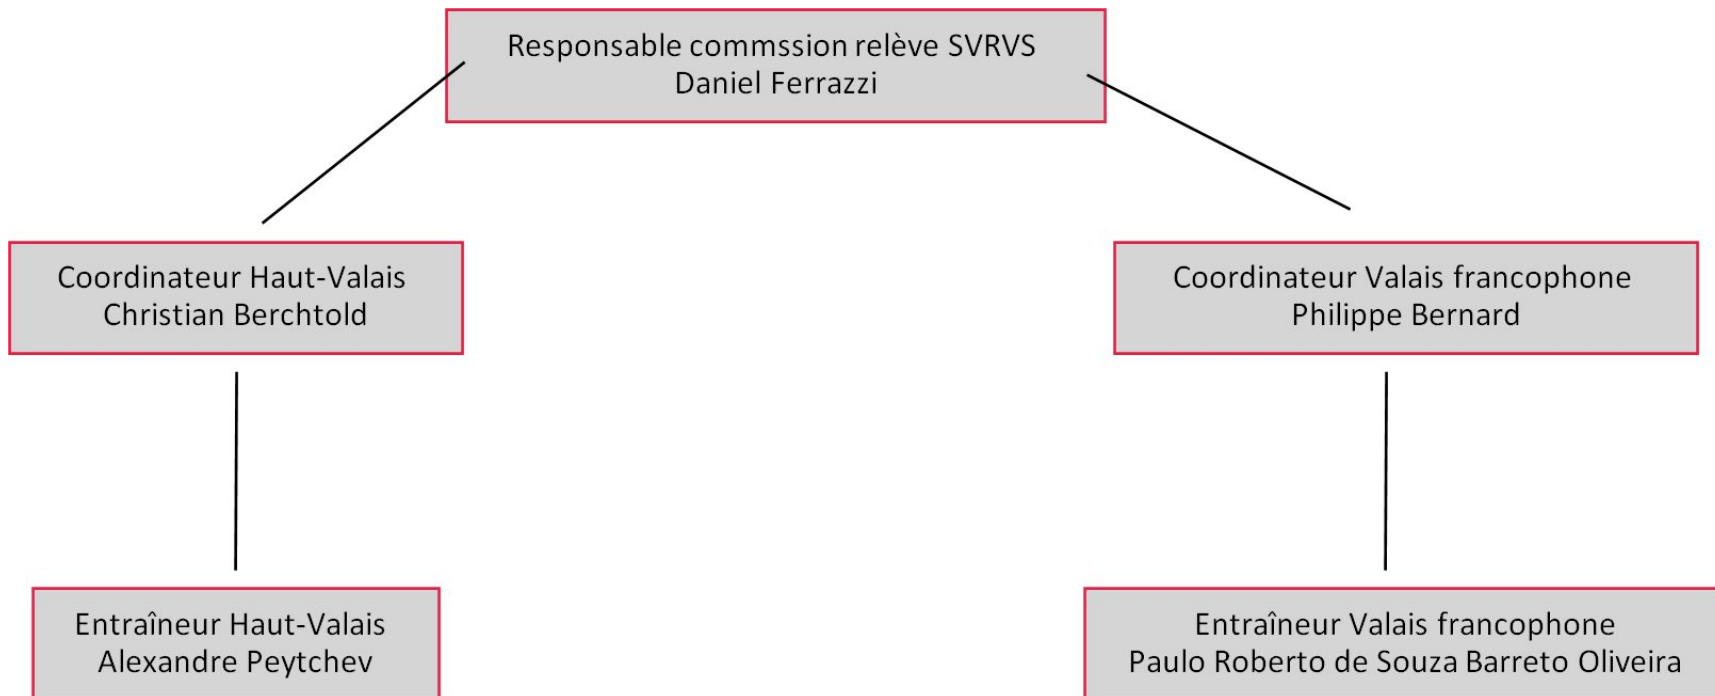 Responsable commssion relève SVRVS
Daniel Ferrazzi
Coordinateur Haut-Valais
Christian Berchtold
Coordinateur Valais francophone
Philippe Bernard
Entraîneur Haut-Valais
Alexandre Peytchev
Entraîneur Valais francophone
Paulo Roberto de Souza Barreto Oliveira